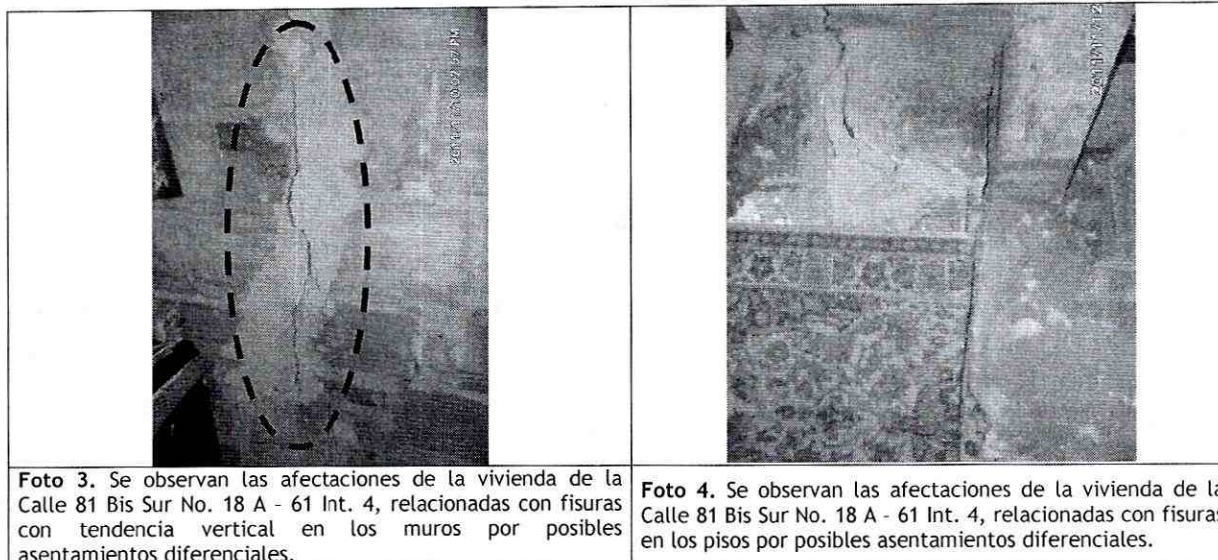 Foto 3. Se observan las afectaciones de la vivienda de la
Calle 81 Bis Sur No. 18 A - 61 Int. 4, relacionadas con fisuras
con tendencia vertical en los muros por posibles
asentamientos diferenciales.
Foto 4. Se observan las afectaciones de la vivienda de la
Calle 81 Bis Sur No. 18 A - 61 Int. 4, relacionadas con fisuras
en los pisos por posibles asentamientos diferenciales.